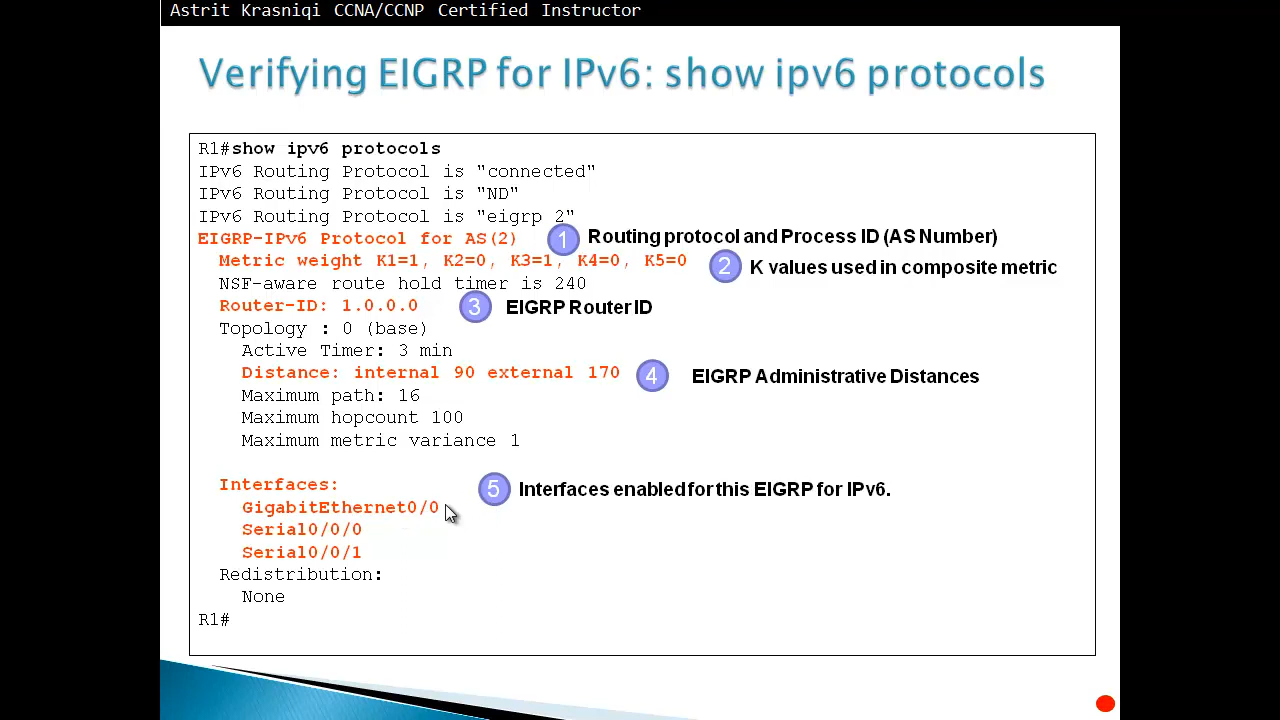 Astrit Krasniqi CCNA/CCNP Certified Instructor
Verifying EIGRP for IPv6: show ipv6 protocols
R1#show ipv6 protocols
IPv6 Routing Protocol is "connected"
IPv6 Routing Protocol is "ND"
IPv6 Routing Protocol is "eigrp 2"
EIGRP-IPv6 Protocol for AS(2) 1 Routing protocol and Process ID (AS Number)
Metric weight K1=1, K2=0, K3=1, K4=0, K5=0 2 K values used in composite metric
NSF-aware route hold timer is 240
Router-ID: 1.0.0.0 3 EIGRP Router ID
Topology : 0 (base)
Active Timer: 3 min
Distance: internal 90 external 170 4 EIGRP Administrative Distances
Maximum path: 16
Maximum hopcount 100
Maximum metric variance 1
Interfaces: 5 Interfaces enabled for this EIGRP for IPv6.
GigabitEthernet0/0
Serial0/0/0
Serial0/0/1
Redistribution:
None
R1#